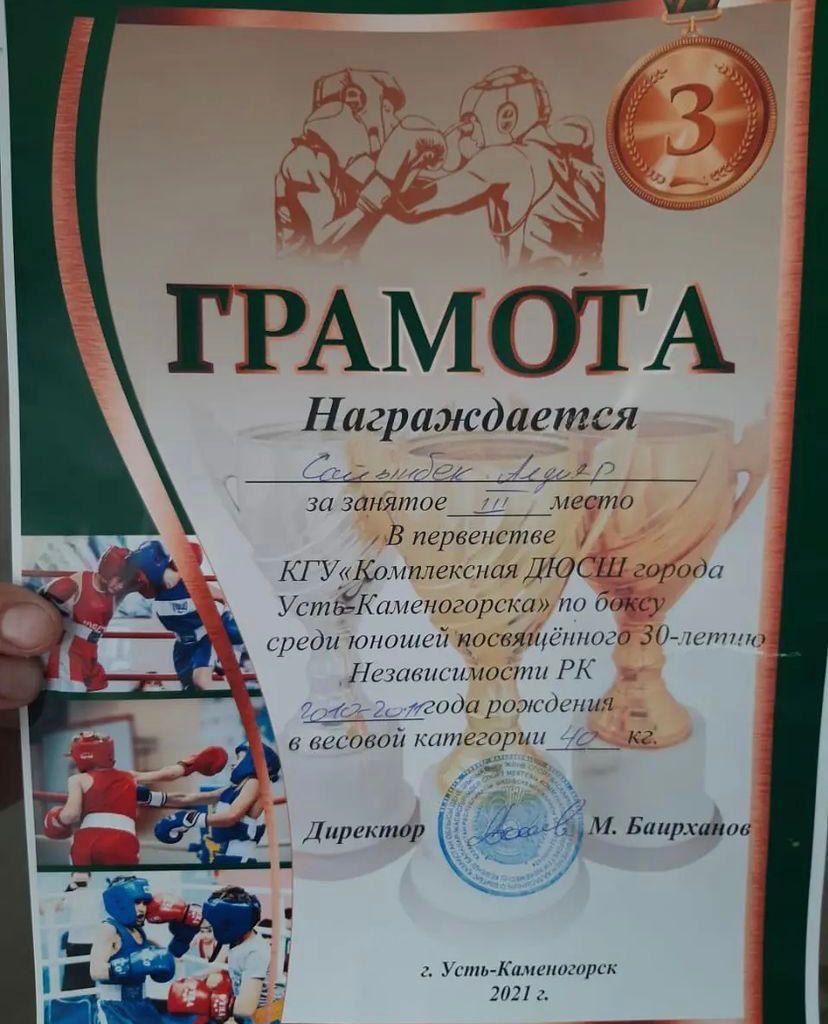 3
ГРАМОТА
Награждается
Сайынбек Алдияр
за занятое III место
В первенстве
КГУ «Комплексная ДЮСШ города
Усть-Каменогорска» по боксу
среди юношей посвящённого 30-летию
Независимости РК
2010-2011 года рождения
в весовой категории 40 кг.
Директор М. Баирханов
г. Усть-Каменогорск
2021 г.